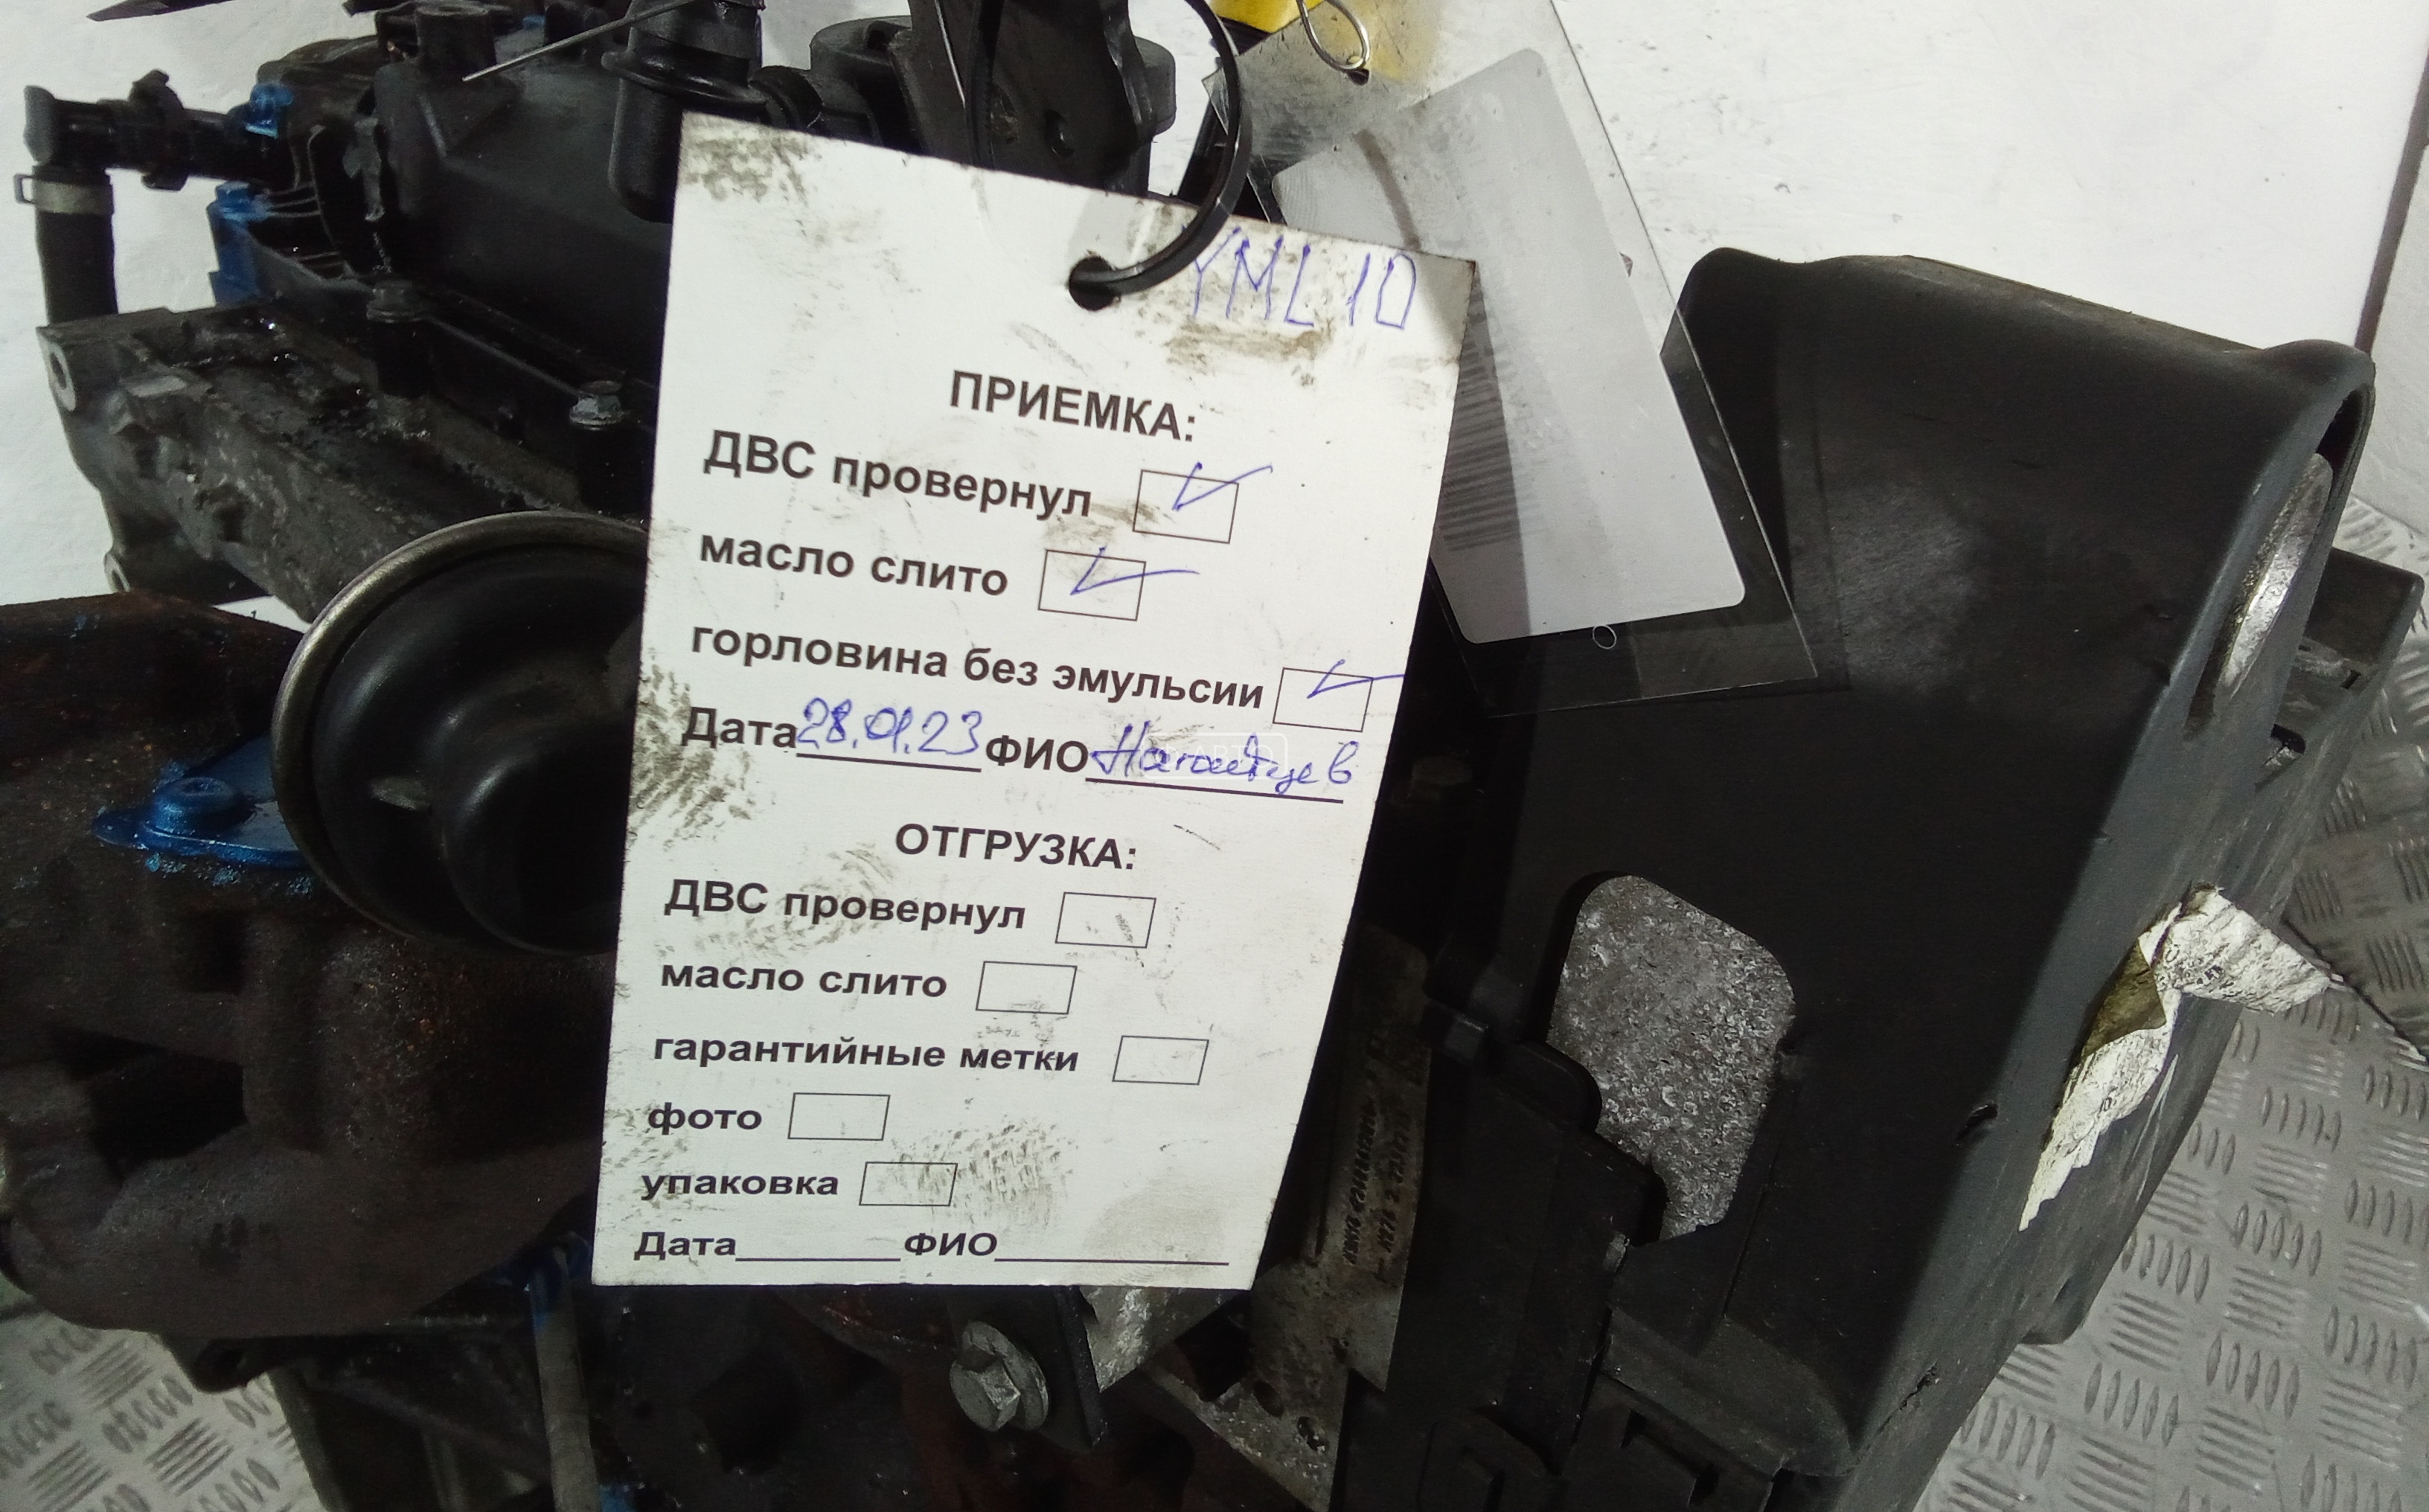 YML10
ПРИЕМКА:
ДВС провернул
масло слито
горловина без эмульсии
Дата 28.01.23 ФИО
ОТГРУЗКА:
ДВС провернул
масло слито
гарантийные метки
фото
упаковка
Дата ФИО